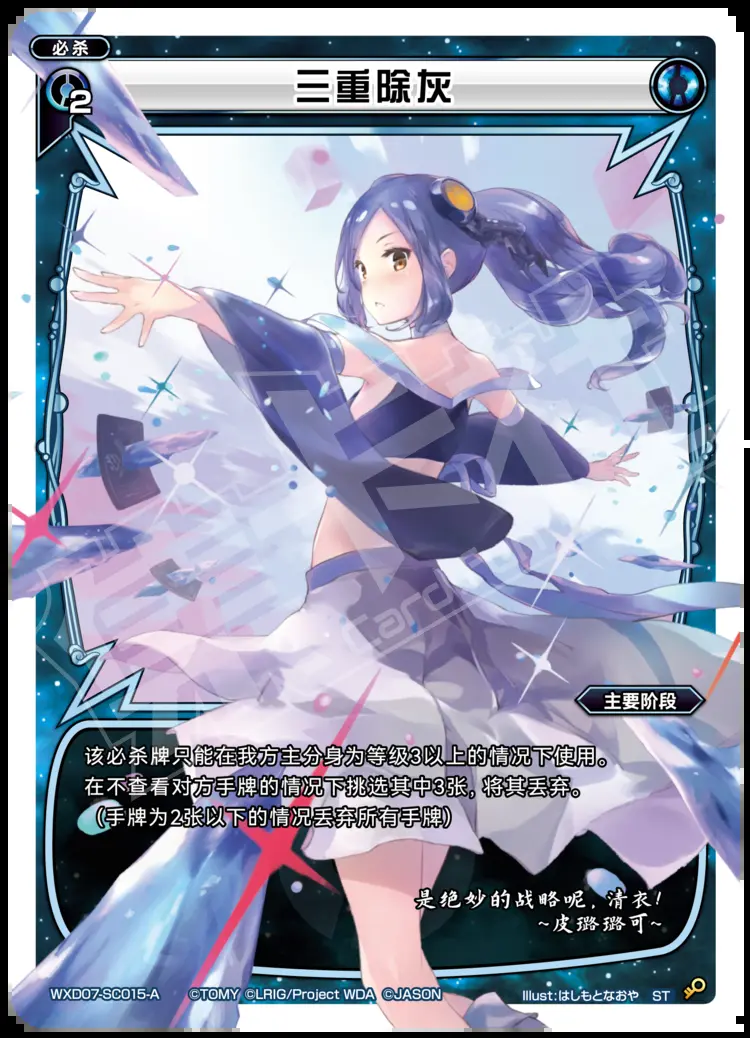 必杀
2
三重除灰
主要阶段
该必杀牌只能在我方主分身为等级3以上的情况下使用。
在不查看对方手牌的情况下挑选其中3张，将其丢弃。
（手牌为2张以下的情况丢弃所有手牌）
是绝妙的战略呢，清衣！
~皮璐璐可~
WXD07-SC015-A ©TOMY ©LRIG/Project WDA ©JASON
Illust:はしもとなおや ST